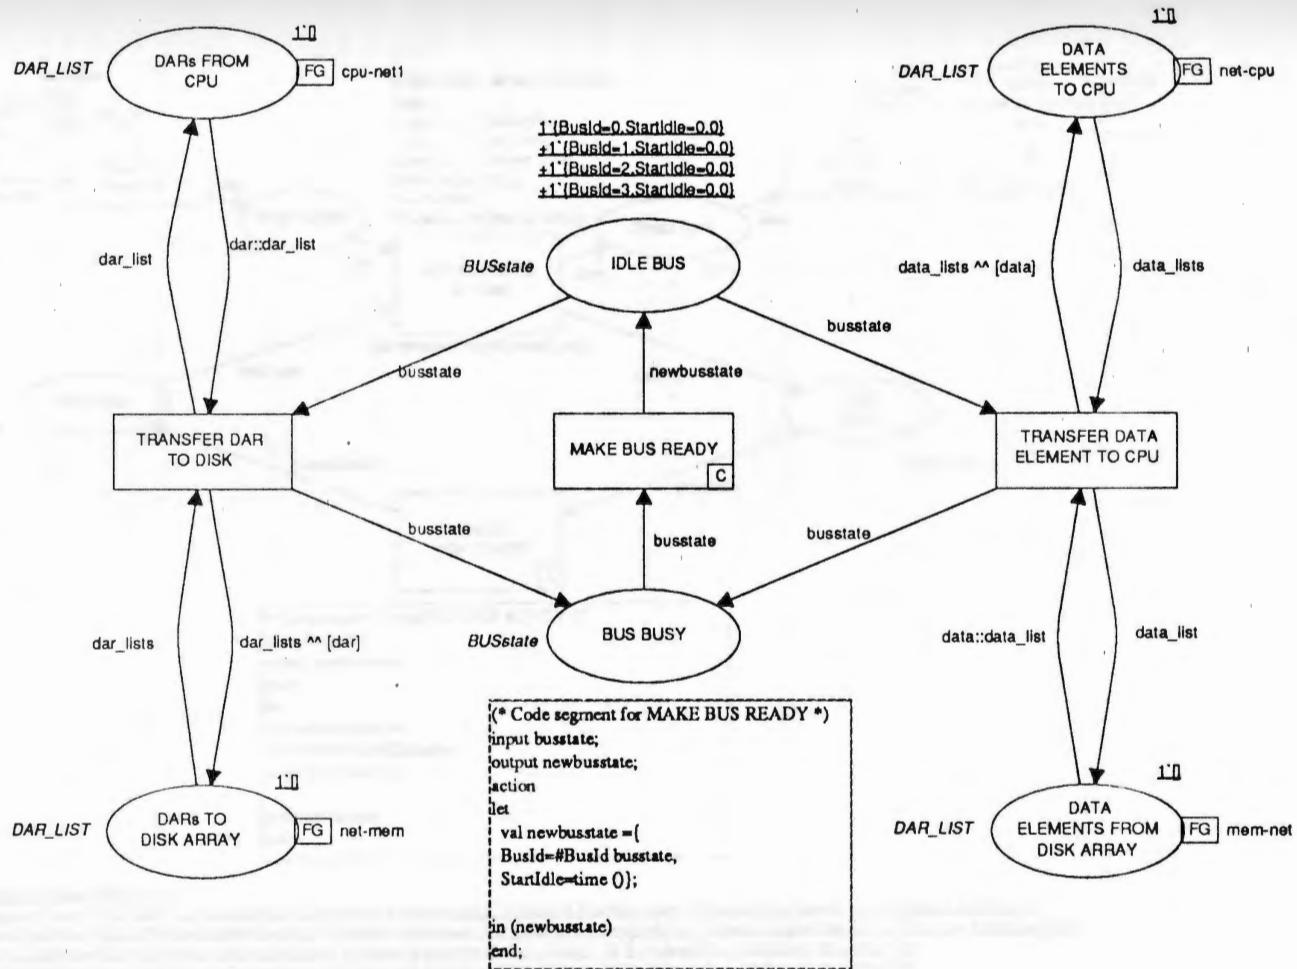 1`[]
DARs FROM
CPU
DAR_LIST
FG
cpu-net1
1`[]
DATA
ELEMENTS
TO CPU
DAR_LIST
FG
net-cpu
1`{BusId=0,StartIdle=0.0}
+1`{BusId=1,StartIdle=0.0}
+1`{BusId=2,StartIdle=0.0}
+1`{BusId=3,StartIdle=0.0}
dar_list
dar::dar_list
BUSstate
IDLE BUS
data_lists ^^ [data]
data_lists
busstate
newbusstate
busstate
TRANSFER DAR
TO DISK
MAKE BUS READY
C
TRANSFER DATA
ELEMENT TO CPU
busstate
busstate
busstate
dar_lists
dar_lists ^^ [dar]
BUSstate
BUS BUSY
data::data_list
data_list
1`[]
DARs TO
DISK ARRAY
DAR_LIST
FG
net-mem
1`[]
DATA
ELEMENTS FROM
DISK ARRAY
DAR_LIST
FG
mem-net
(* Code segment for MAKE BUS READY *)
input busstate;
output newbusstate;
action
let
val newbusstate ={
BusId=#BusId busstate,
StartIdle=time ()};
in (newbusstate)
end;